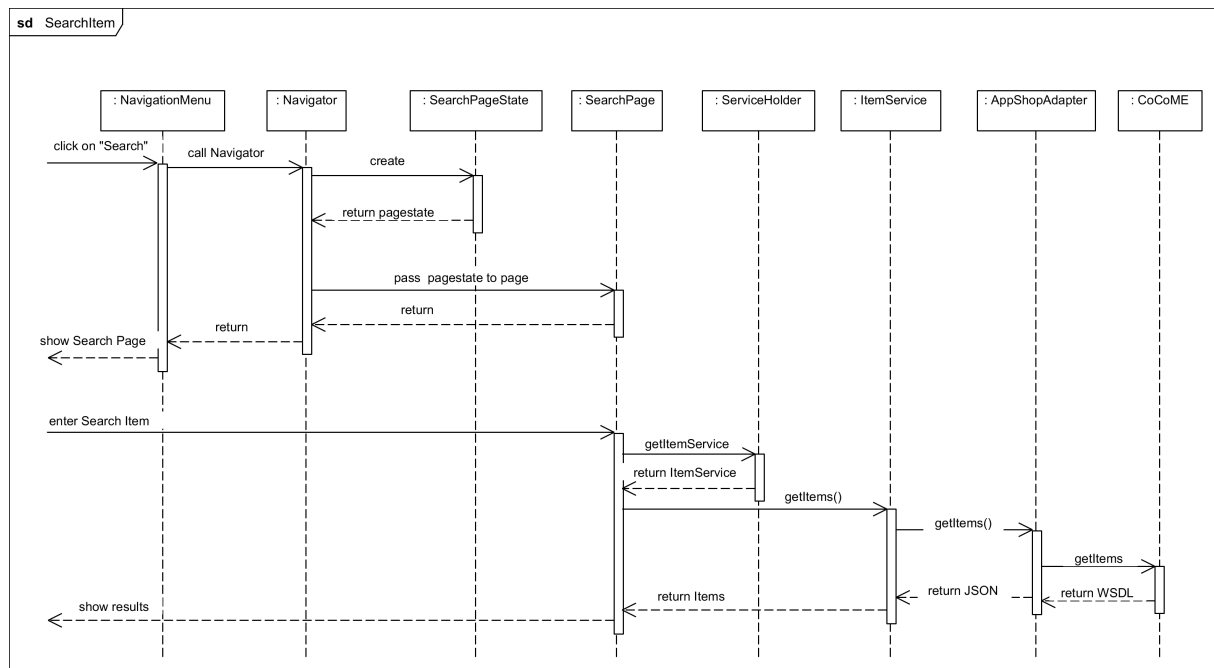 sd SearchItem
: NavigationMenu
: Navigator
: SearchPageState
: SearchPage
: ServiceHolder
: ItemService
: AppShopAdapter
: CoCoME
click on "Search"
call Navigator
create
return pagestate
pass pagestate to page
return
return
show Search Page
enter Search Item
getItemService
return ItemService
getItems()
getItems()
getItems
return JSON
return WSDL
return Items
show results